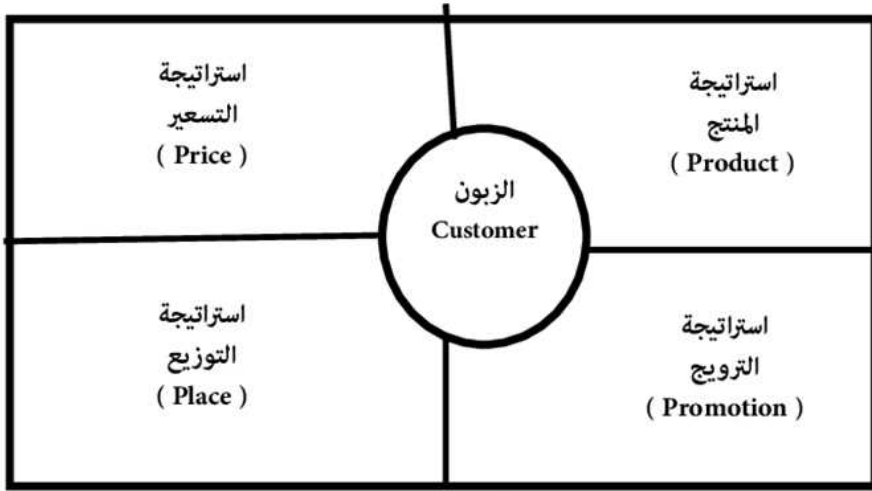 استراتيجة
المنتج
( Product )
استراتيجة
التسعير
( Price )
الزبون
Customer
استراتيجة
الترويج
( Promotion )
استراتيجة
التوزيع
( Place )